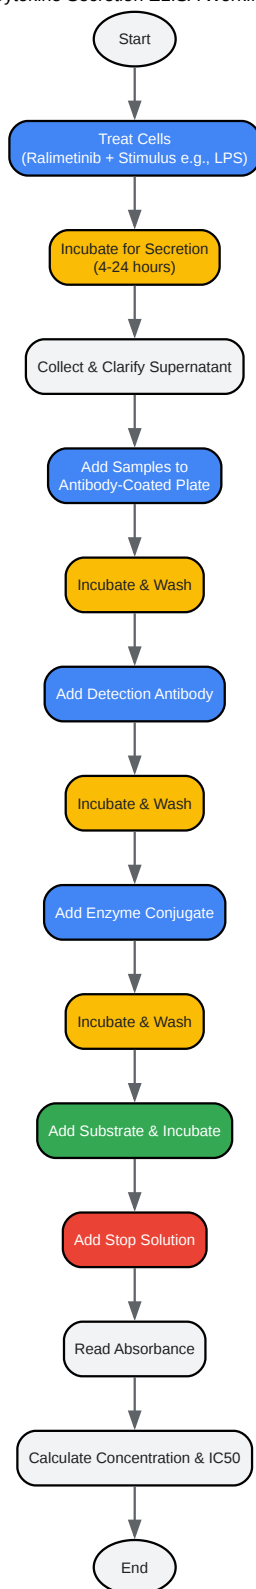 Start
Treat Cells
(Ralimetinib + Stimulus e.g., LPS)
Incubate for Secretion
(4-24 hours)
Collect & Clarify Supernatant
Add Samples to
Antibody-Coated Plate
Incubate & Wash
Add Detection Antibody
Incubate & Wash
Add Enzyme Conjugate
Incubate & Wash
Add Substrate & Incubate
Add Stop Solution
Read Absorbance
Calculate Concentration & IC50
End